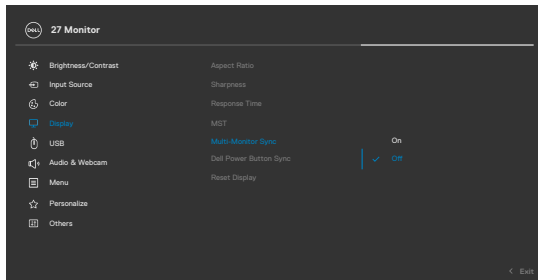 DELL
27 Monitor
Brightness/Contrast
Input Source
Color
Display
USB
Audio & Webcam
Menu
Personalize
Others
Aspect Ratio
Sharpness
Response Time
MST
Multi-Monitor Sync
Dell Power Button Sync
Reset Display
On
Off
Exit